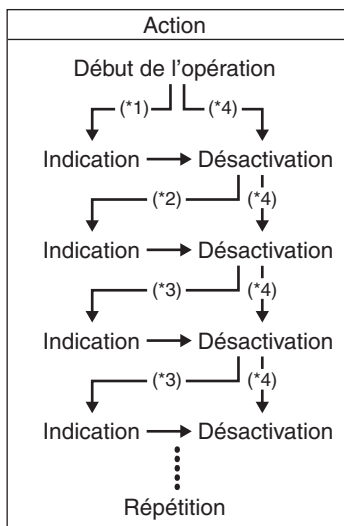 Action
Début de l'opération
(*1) (*4)
Indication Désactivation
(*2) (*4)
Indication Désactivation
(*3) (*4)
Indication Désactivation
(*3) (*4)
Indication Désactivation
Répétition